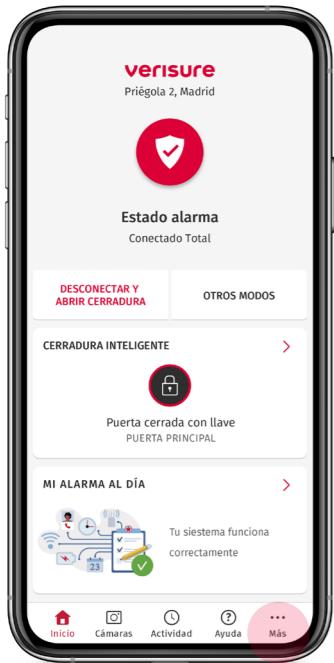 verisure
Priégola 2, Madrid
Estado alarma
Conectado Total
DESCONECTAR Y
ABRIR CERRADURA
OTROS MODOS
CERRADURA INTELIGENTE
Puerta cerrada con llave
PUERTA PRINCIPAL
MI ALARMA AL DÍA
23
Tu siestema funciona
correctamente
Inicio Cámaras Actividad Ayuda Más